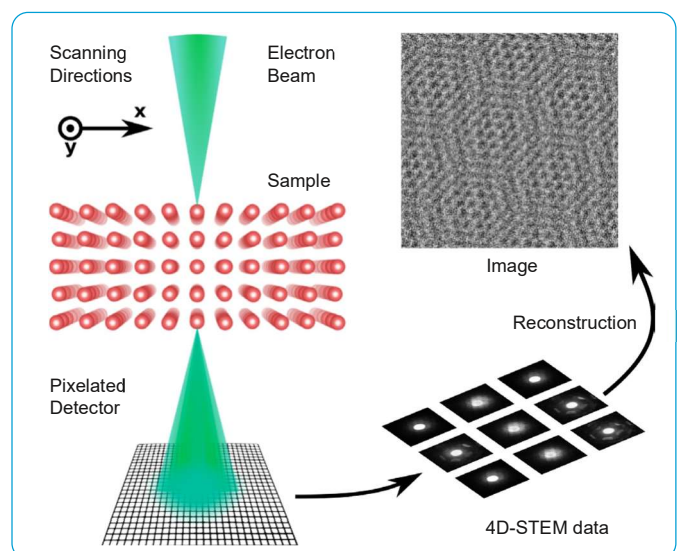 Scanning
Directions
Electron
Beam
x
y
Sample
Image
Reconstruction
Pixelated
Detector
4D-STEM data